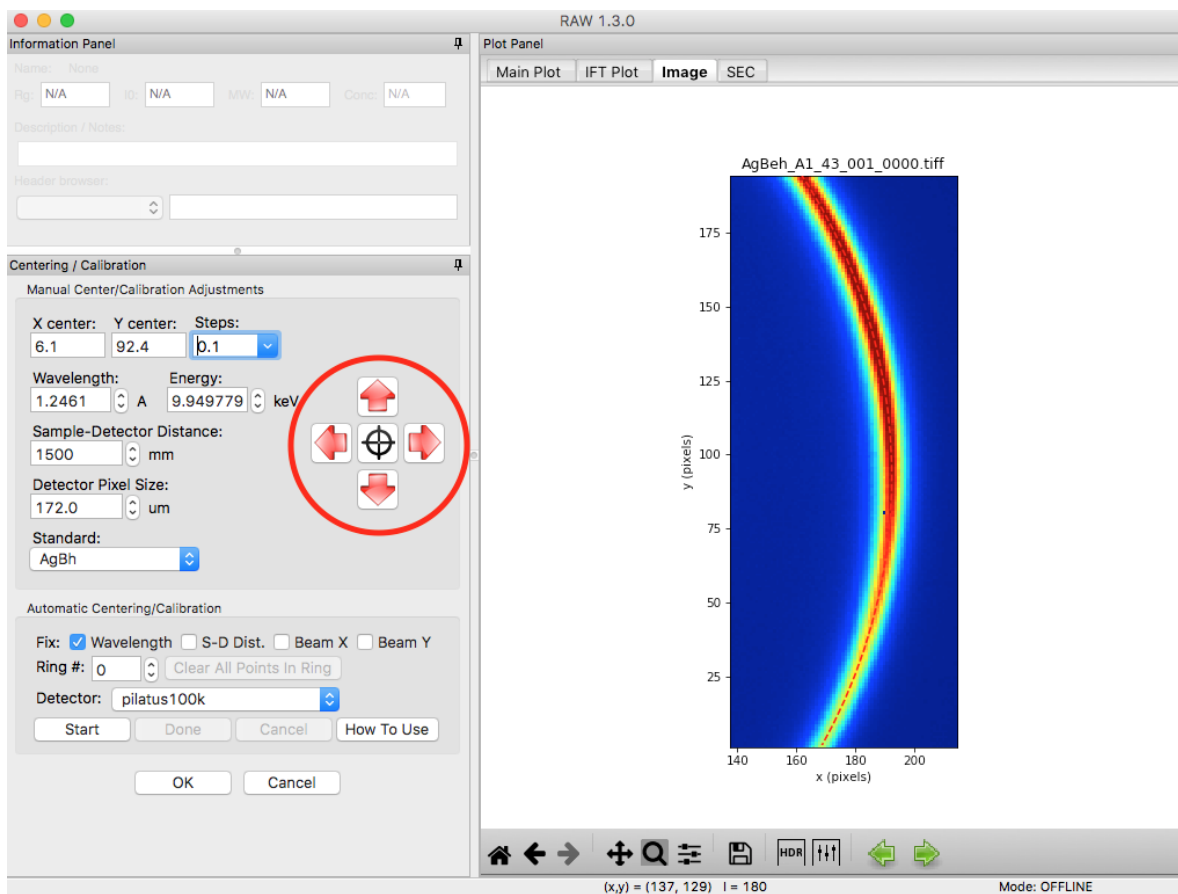 RAW 1.3.0
Information Panel
Name: None
Rg: N/A I0: N/A MW: N/A Conc: N/A
Description / Notes:
Header browser:
Centering / Calibration
Manual Center/Calibration Adjustments
X center: Y center: Steps:
6.1 92.4 0.1
Wavelength: Energy:
1.2461 A 9.949779 keV
Sample-Detector Distance:
1500 mm
Detector Pixel Size:
172.0 um
Standard:
AgBh
Automatic Centering/Calibration
Fix: Wavelength S-D Dist. Beam X Beam Y
Ring #: 0 Clear All Points In Ring
Detector: pilatus100k
Start Done Cancel How To Use
OK Cancel
Plot Panel
Main Plot IFT Plot Image SEC
AgBeh_A1_43_001_0000.tiff
175
150
125
100
75
50
25
y (pixels)
140 160 180 200
x (pixels)
HDR
(x,y) = (137, 129) I = 180 Mode: OFFLINE